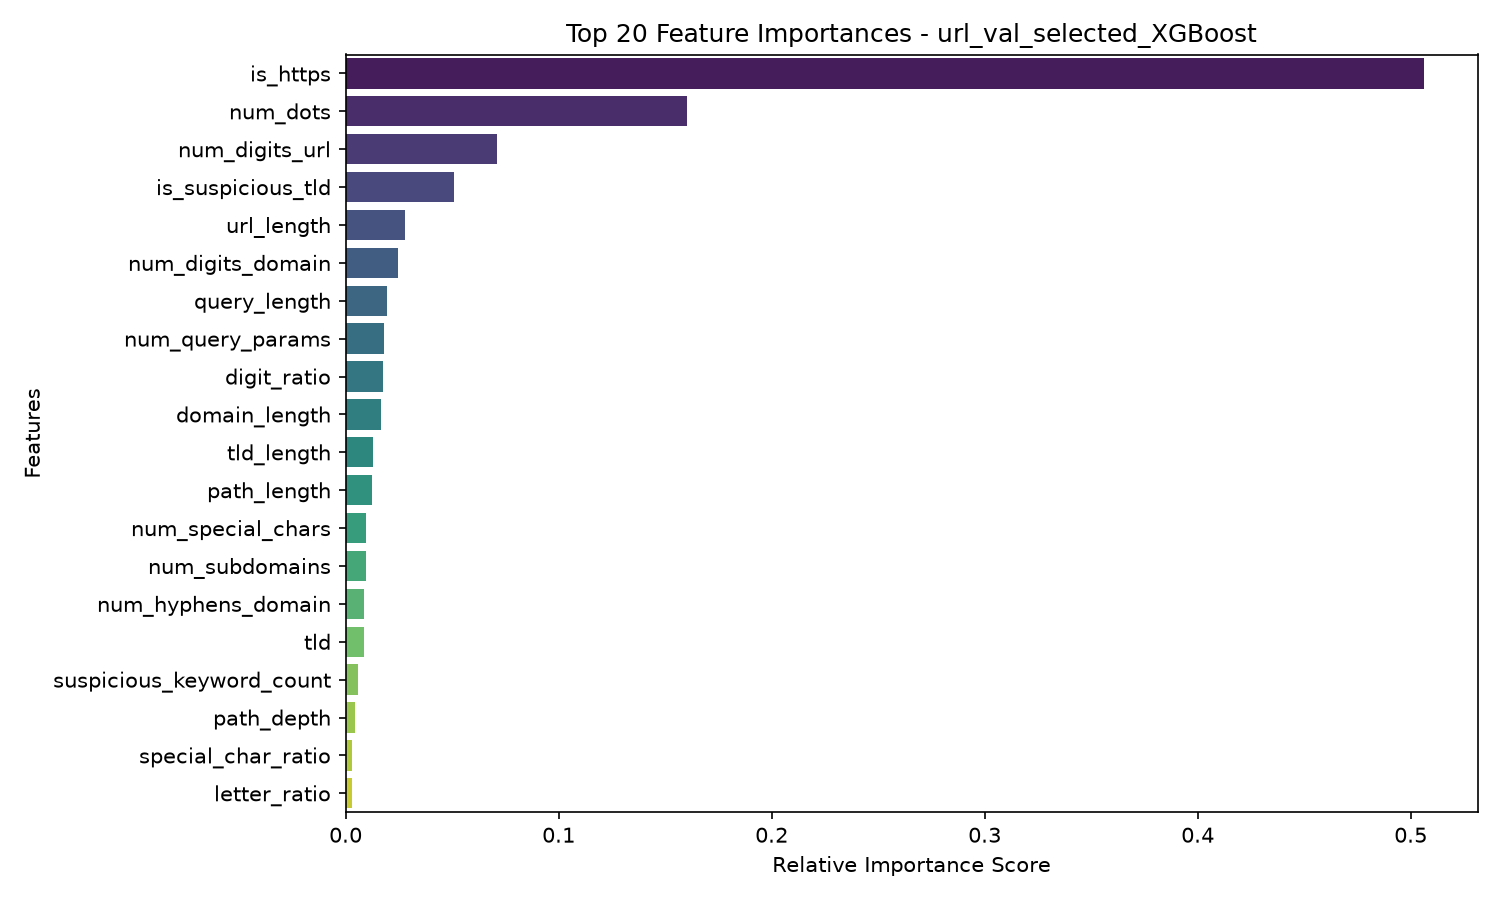 Top 20 Feature Importances - url_val_selected_XGBoost
is_https
num_dots
num_digits_url
is_suspicious_tld
url_length
num_digits_domain
query_length
num_query_params
digit_ratio
domain_length
tld_length
path_length
num_special_chars
num_subdomains
num_hyphens_domain
tld
suspicious_keyword_count
path_depth
special_char_ratio
letter_ratio
Features
0.0 0.1 0.2 0.3 0.4 0.5
Relative Importance Score